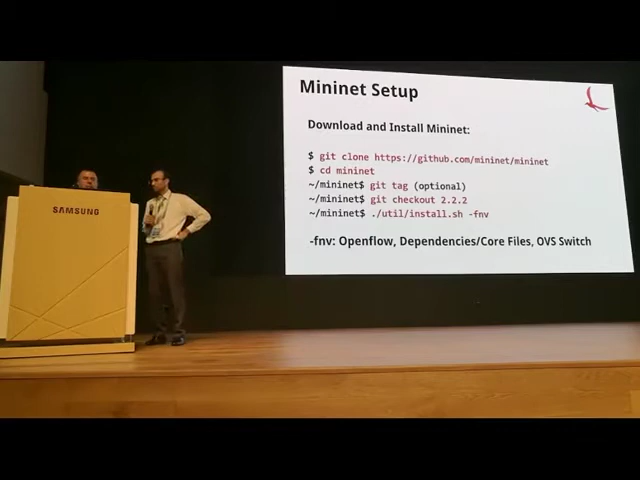 Mininet Setup
Download and Install Mininet:
$ git clone https://github.com/mininet/mininet
$ cd mininet
~/mininet$ git tag (optional)
~/mininet$ git checkout 2.2.2
~/mininet$ ./util/install.sh -fnv
-fnv: Openflow, Dependencies/Core Files, OVS Switch
SAMSUNG